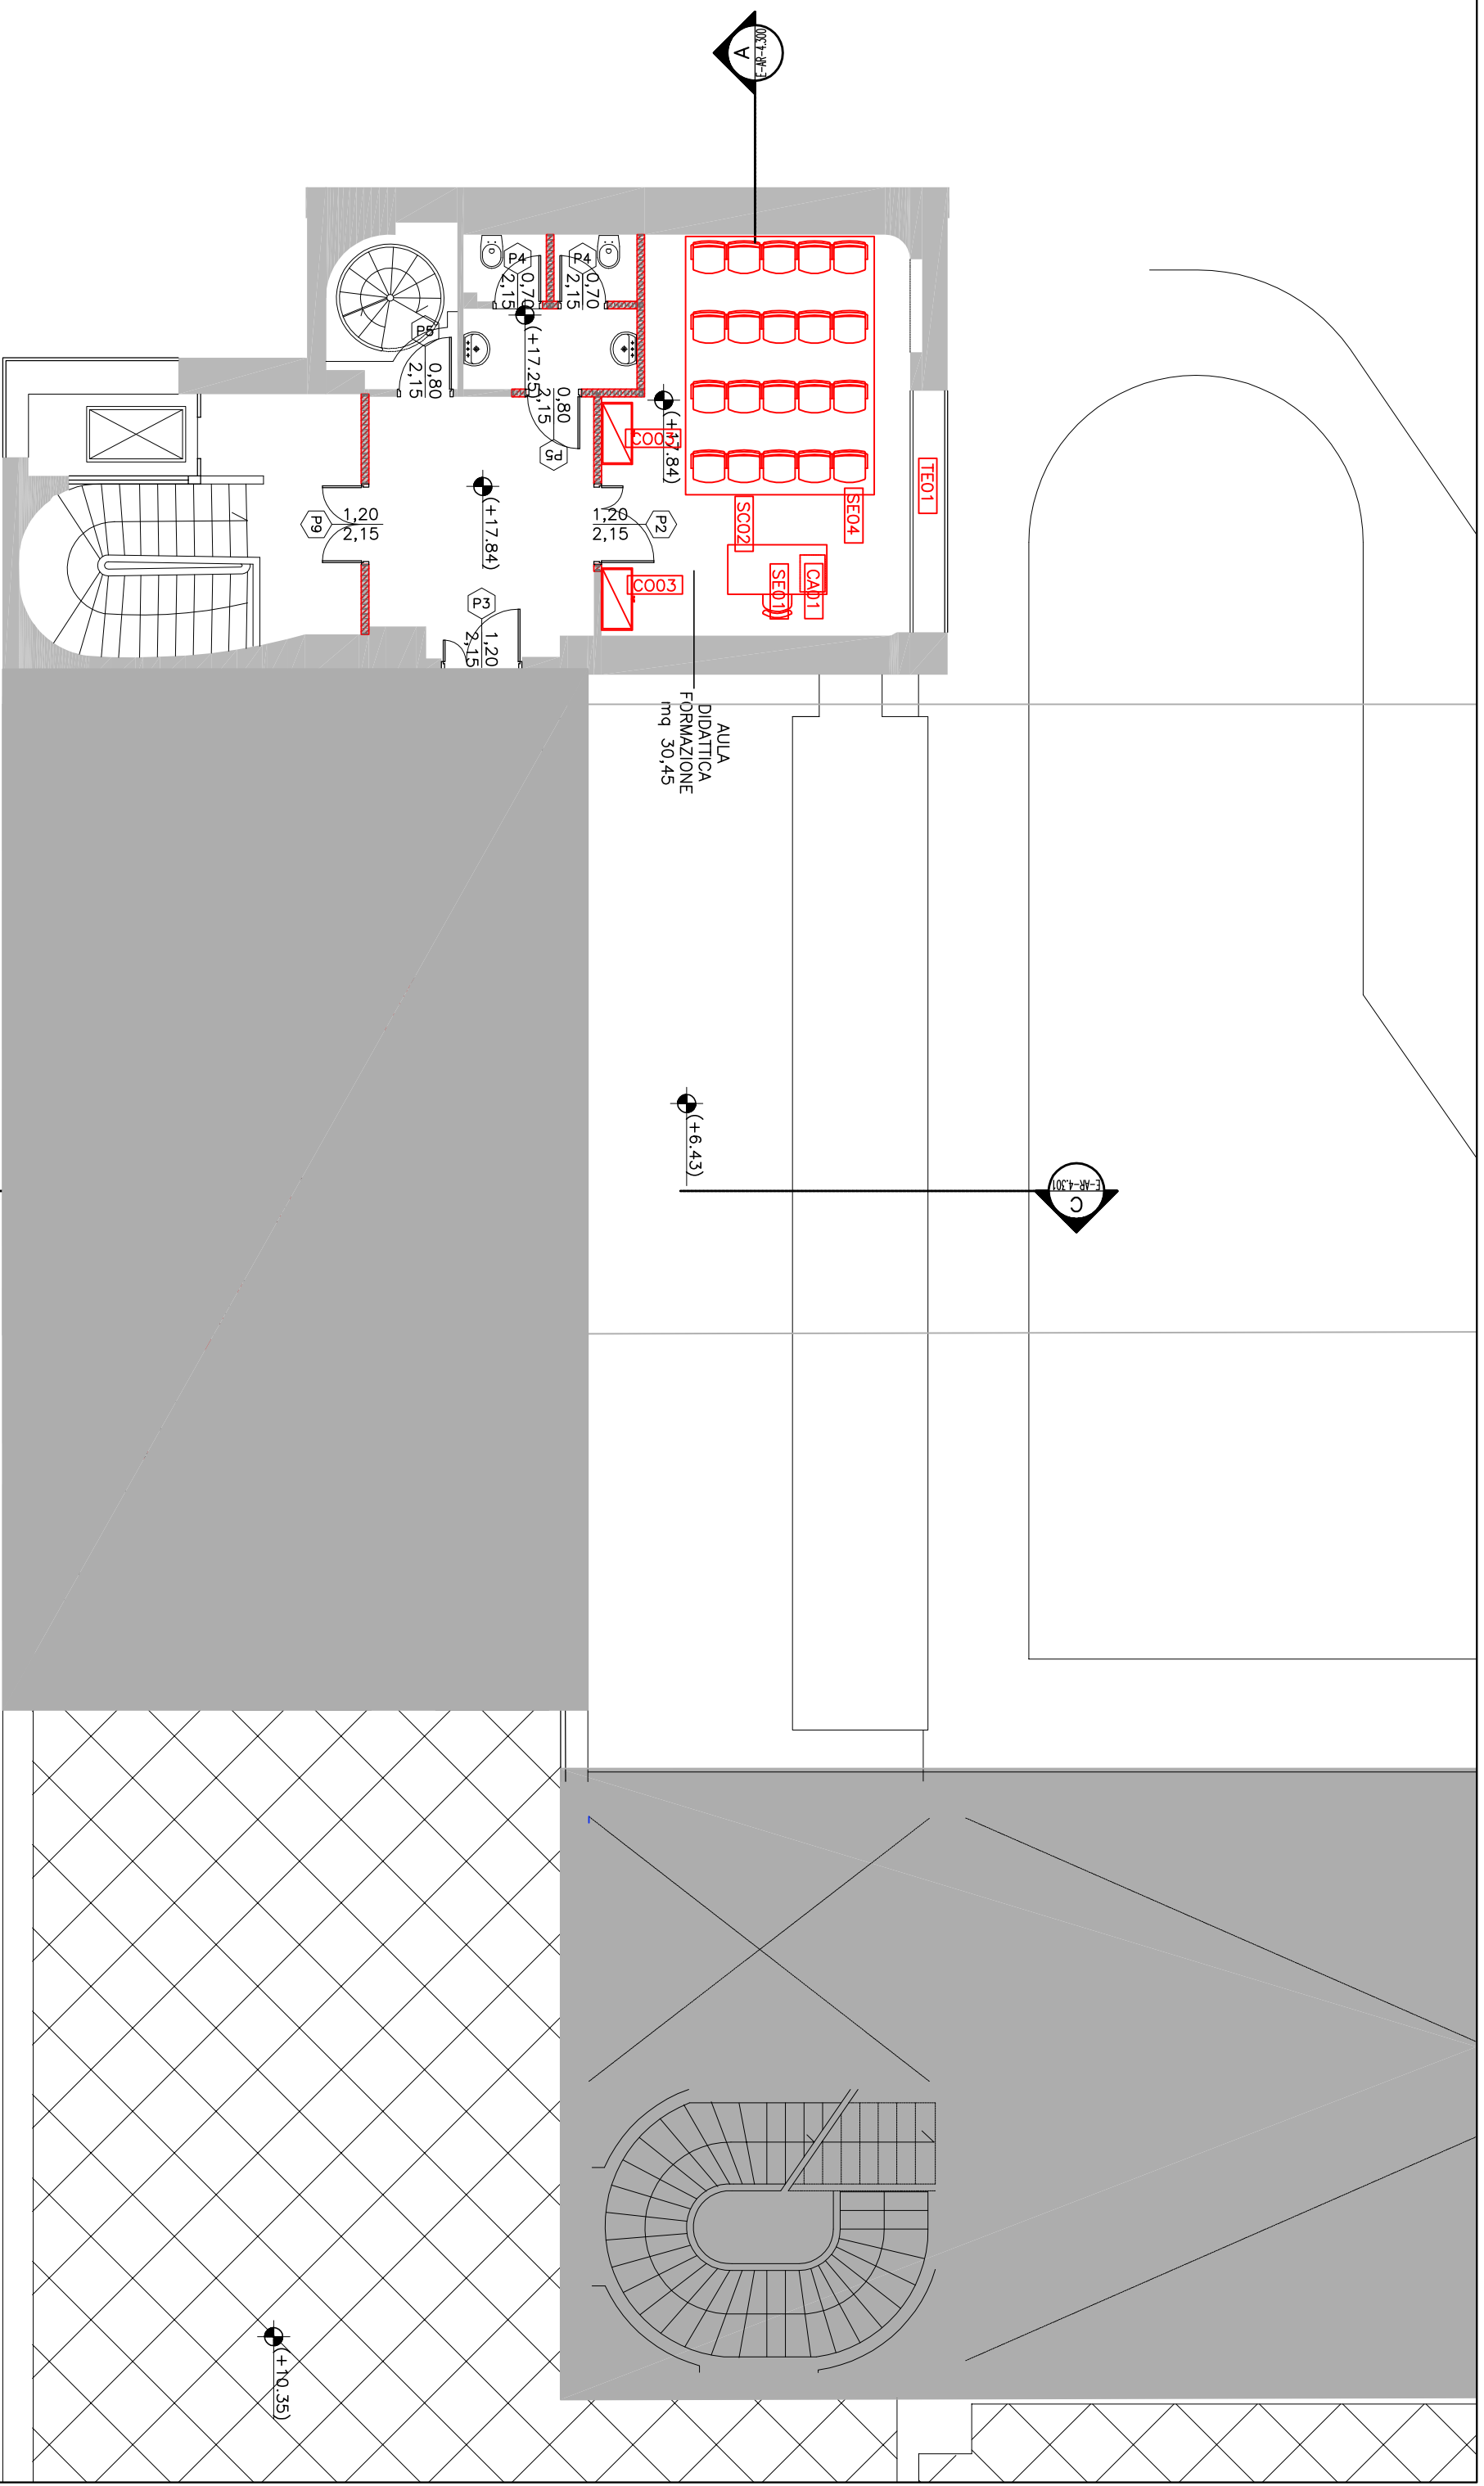 A
E-AR-4.300
P4
0,70
2,15
P4
0,70
2,15
(+17.25)
P5
0,80
2,15
0,80
2,15
P5
(+17.84)
CO03
(+17.84)
TE01
SE04
SC02
CA01
SE01
CO03
P9
1,20
2,15
1,20
2,15
P2
P3
1,20
2,15
AULA
DIDATTICA
FORMAZIONE
mq 30,45
(+6.43)
E-AR-4.301
C
(+10.35)